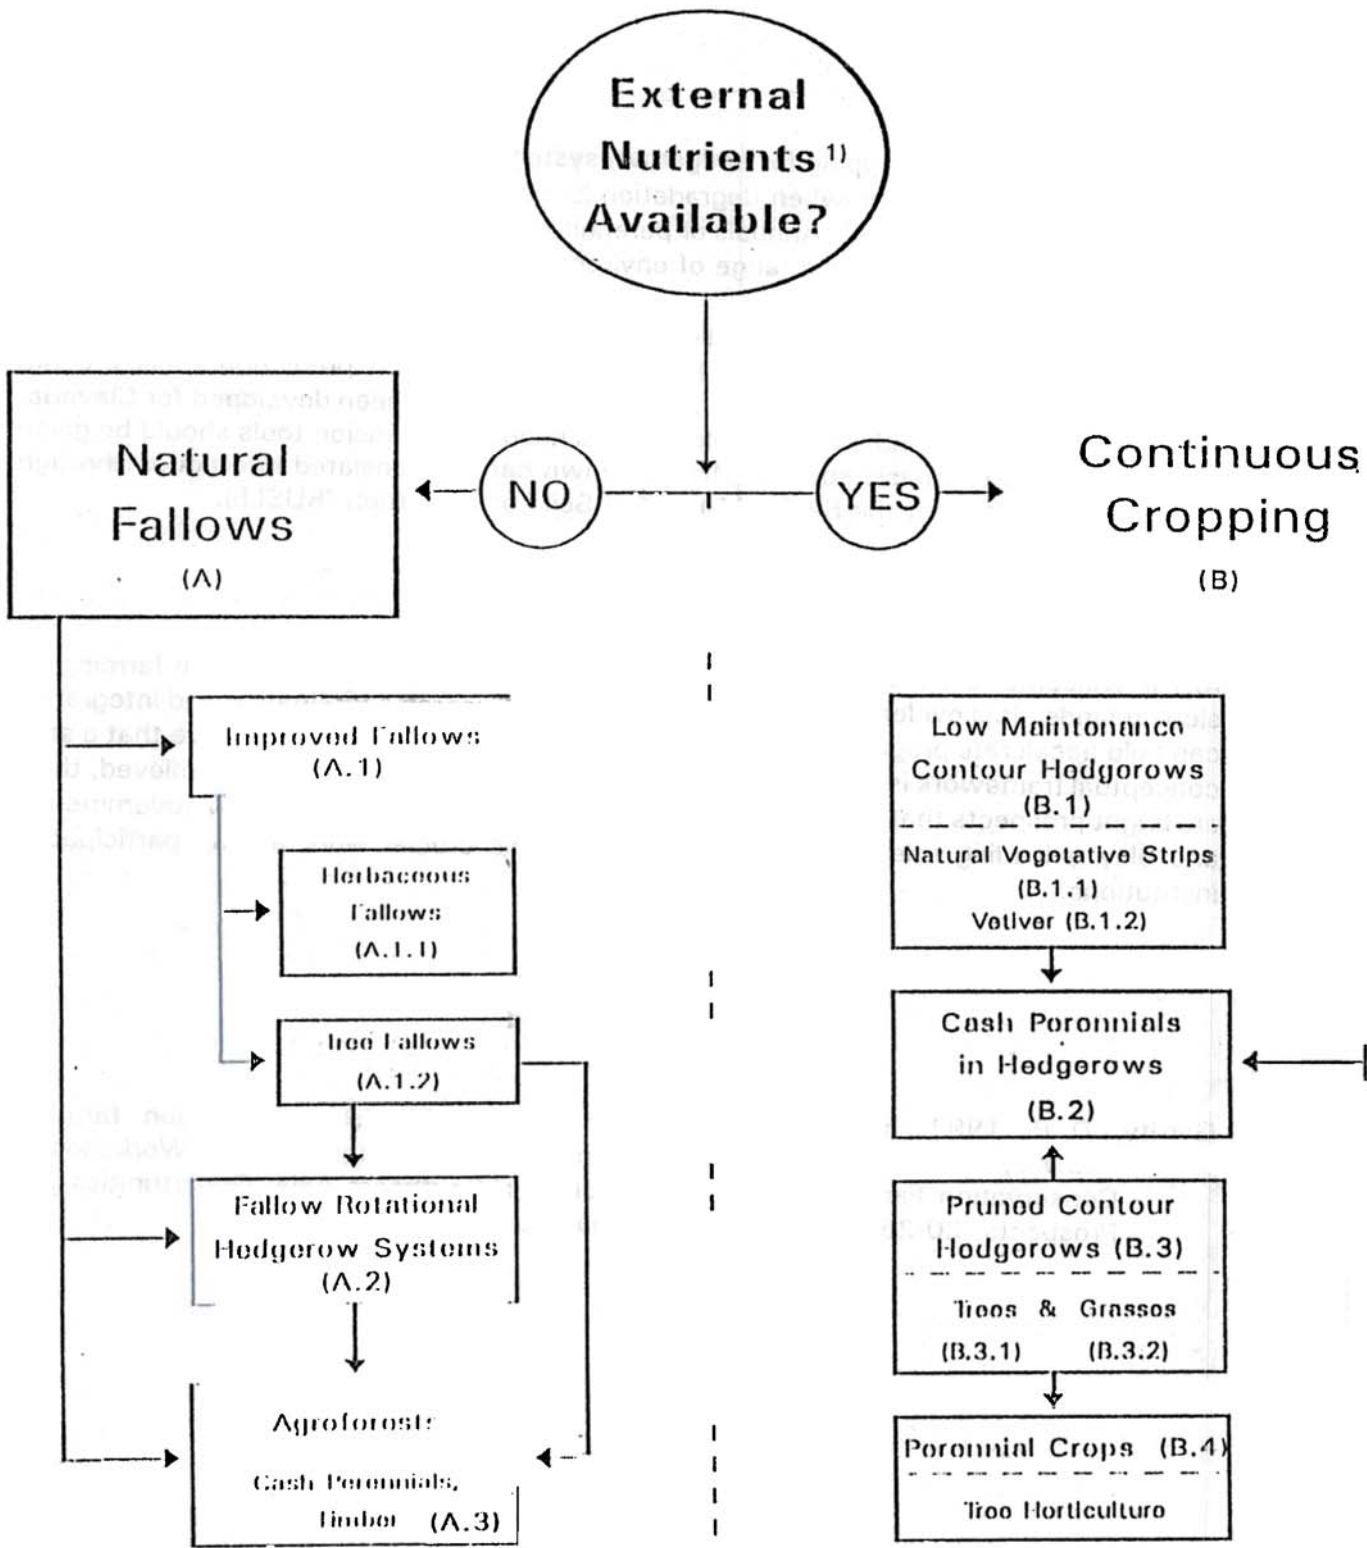 External
Nutrients 1)
Available?
Natural
Fallows
(A)
NO
YES
Continuous
Cropping
(B)
Improved Fallows
(A.1)
Herbaceous
Fallows
(A.1.1)
Tree Fallows
(A.1.2)
Fallow Rotational
Hedgerow Systems
(A.2)
Agroforests
Cash Perennials,
Timber (A.3)
Low Maintenance
Contour Hedgerows
(B.1)
Natural Vegetative Strips
(B.1.1)
Vetiver (B.1.2)
Cash Perennials
in Hedgerows
(B.2)
Pruned Contour
Hedgerows (B.3)
Trees & Grasses
(B.3.1) (B.3.2)
Perennial Crops (B.4)
Tree Horticulture